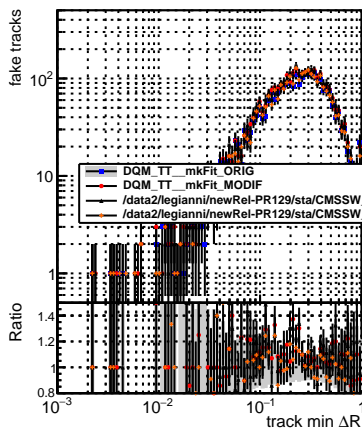 fake tracks
10²
DQM_TT__mkFit_ORIG
DQM_TT__mkFit_MODIF
/data2/legianni/newRel-PR129/sta/CMSSW
/data2/legianni/newRel-PR129/sta/CMSSW
10
1
Ratio
1.4
1.2
1
0.8
10⁻³ 10⁻² 10⁻¹ 1
track min ΔR